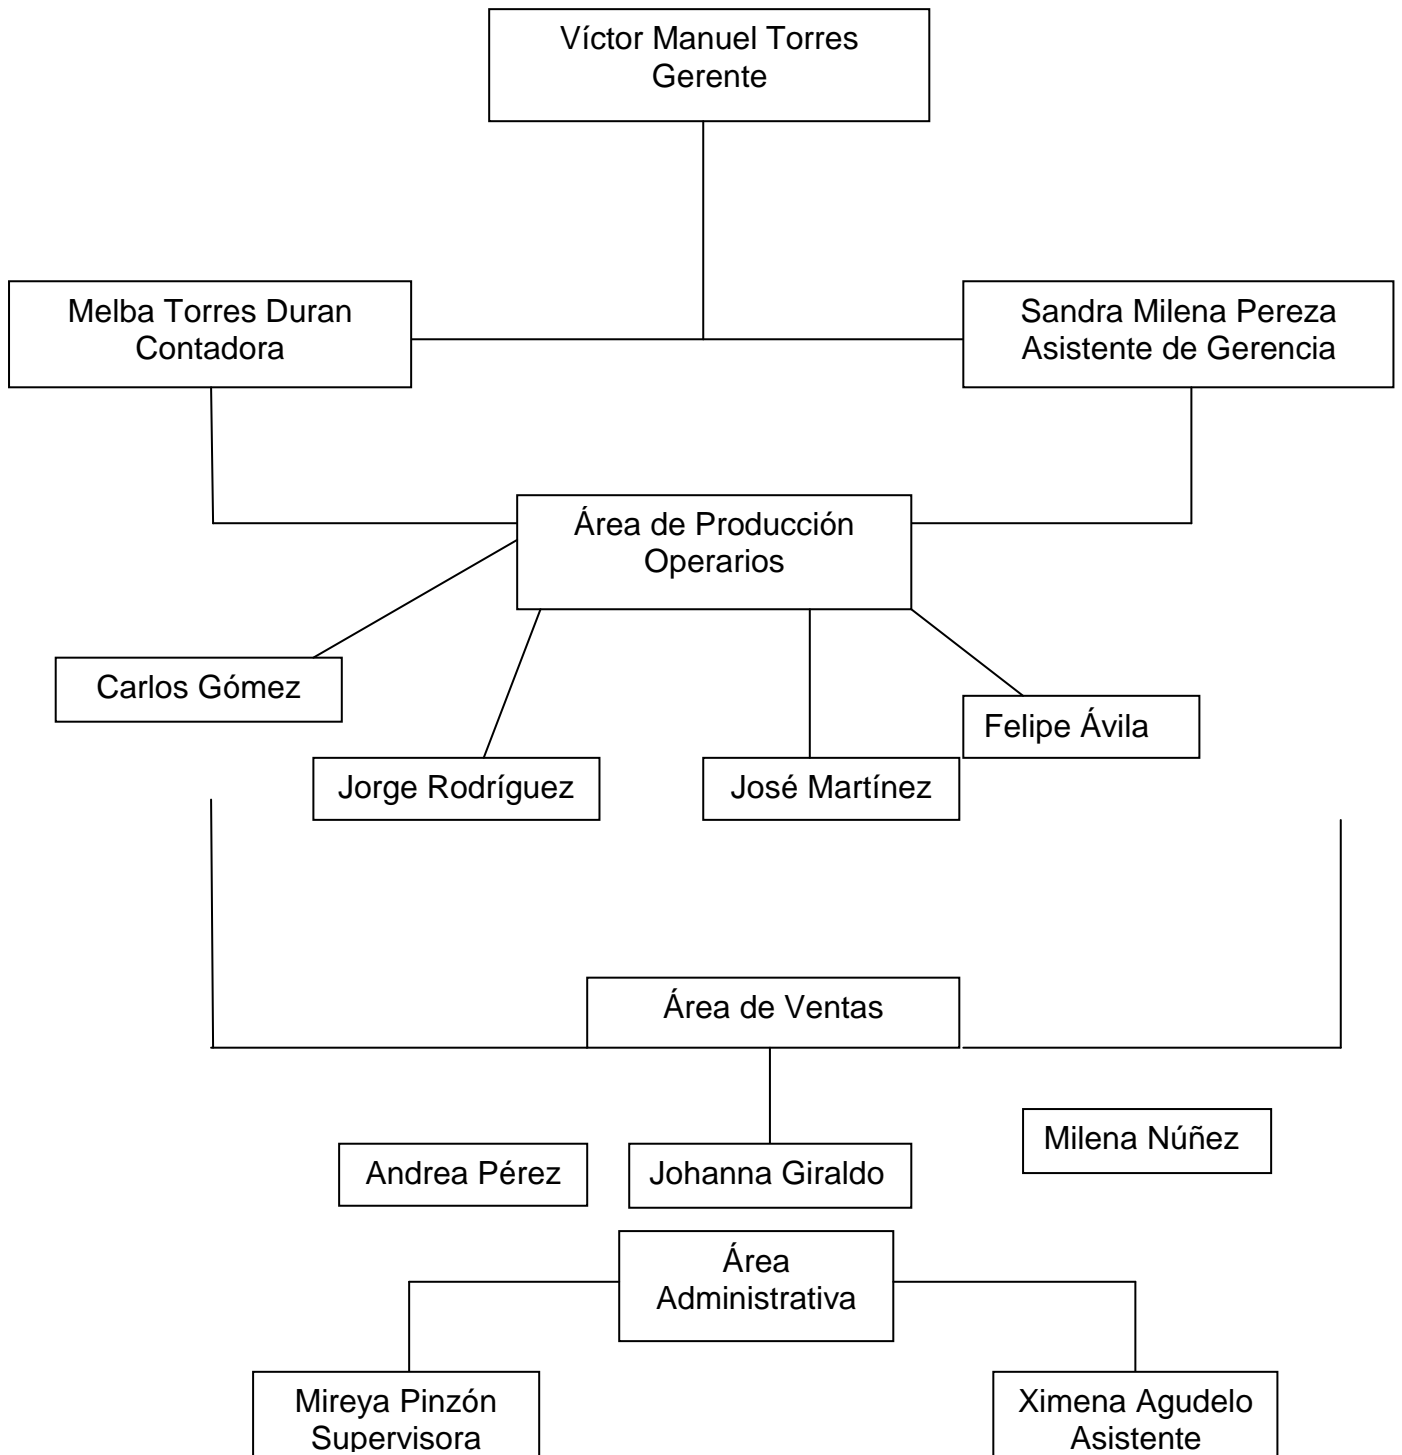 Víctor Manuel Torres
Gerente
Melba Torres Duran
Contadora
Sandra Milena Pereza
Asistente de Gerencia
Área de Producción
Operarios
Carlos Gómez
Felipe Ávila
Jorge Rodríguez
José Martínez
Área de Ventas
Milena Núñez
Andrea Pérez
Johanna Giraldo
Área
Administrativa
Mireya Pinzón
Supervisora
Ximena Agudelo
Asistente